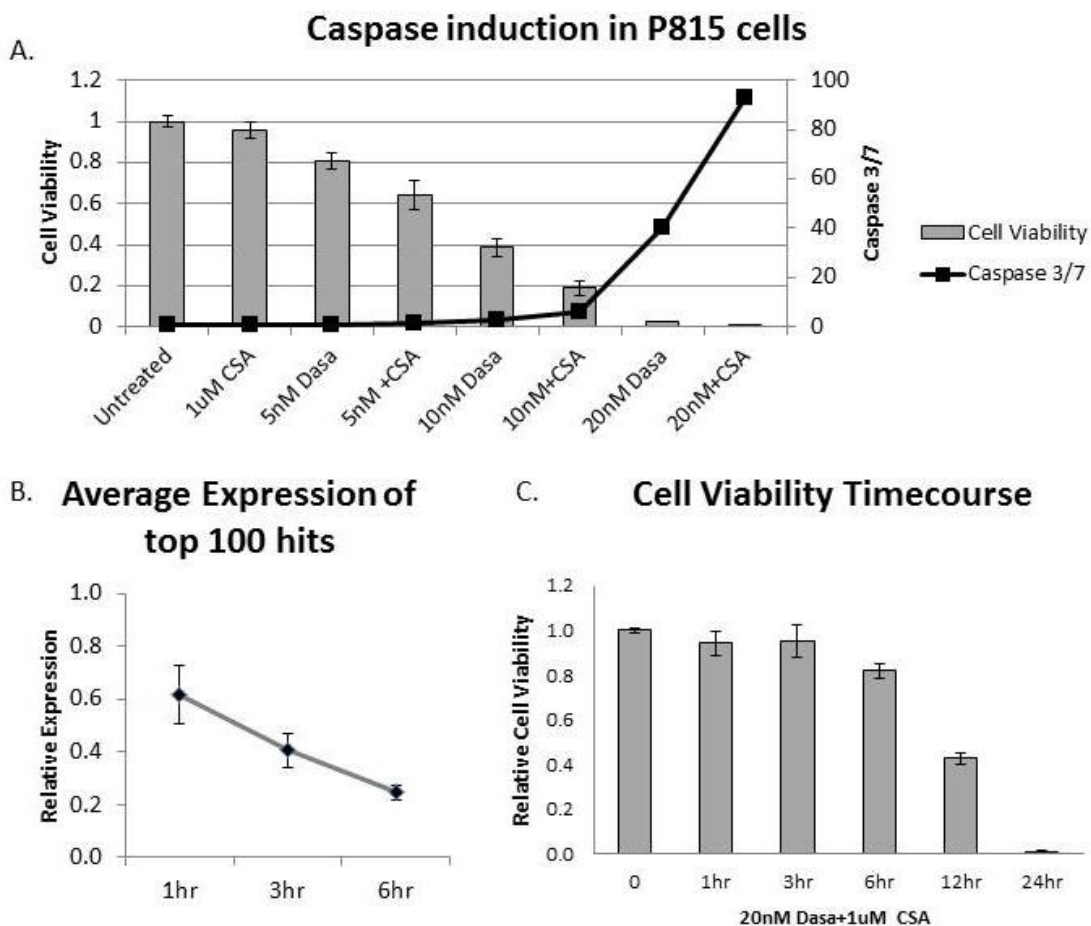 Caspase induction in P815 cells
A.
1.2
1
0.8
0.6
0.4
0.2
0
Cell Viability
100
80
60
40
20
0
Caspase 3/7
Cell Viability
Caspase 3/7
Untreated
1uM CSA
5nM Dasa
5nM +CSA
10nM Dasa
10nM+CSA
20nM Dasa
20nM+CSA
B.
Average Expression of
top 100 hits
1.0
0.8
0.6
0.4
0.2
0.0
Relative Expression
1hr
3hr
6hr
C.
Cell Viability Timecourse
1.2
1.0
0.8
0.6
0.4
0.2
0.0
Relative Cell Viability
0
1hr
3hr
6hr
12hr
24hr
20nM Dasa+1uM CSA